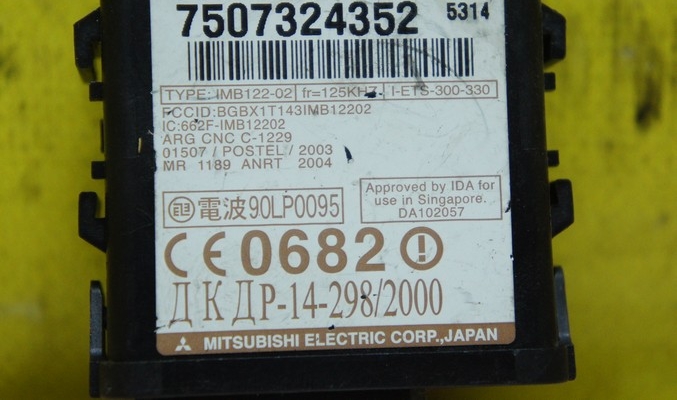 7507324352 5314
TYPE: IMB122-02 fr=125KHZ I-ETS-300-330
FCCID:BGBX1T143IMB12202
IC:662F-IMB12202
ARG CNC C-1229
01507 / POSTEL / 2003
MR 1189 ANRT 2004
電波90LP0095
Approved by IDA for
use in Singapore.
DA102057
CE0682
ДКДР-14-298/2000
MITSUBISHI ELECTRIC CORP.,JAPAN